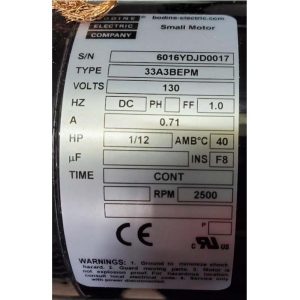 BODINE
ELECTRIC
COMPANY
bodine-electric.com
Small Motor
S/N 6016YDJD0017
TYPE 33A3BEPM
VOLTS 130
HZ DC PH FF 1.0
A 0.71
HP 1/12 AMB°C 40
µF INS F8
TIME CONT
RPM 2500
P
CE c UL US
WARNINGS: 1. Ground to minimize shock
hazard. 2. Guard moving parts. 3. Motor is
not explosion proof. For hazardous location
consult local electrical code. 4. Service only
with